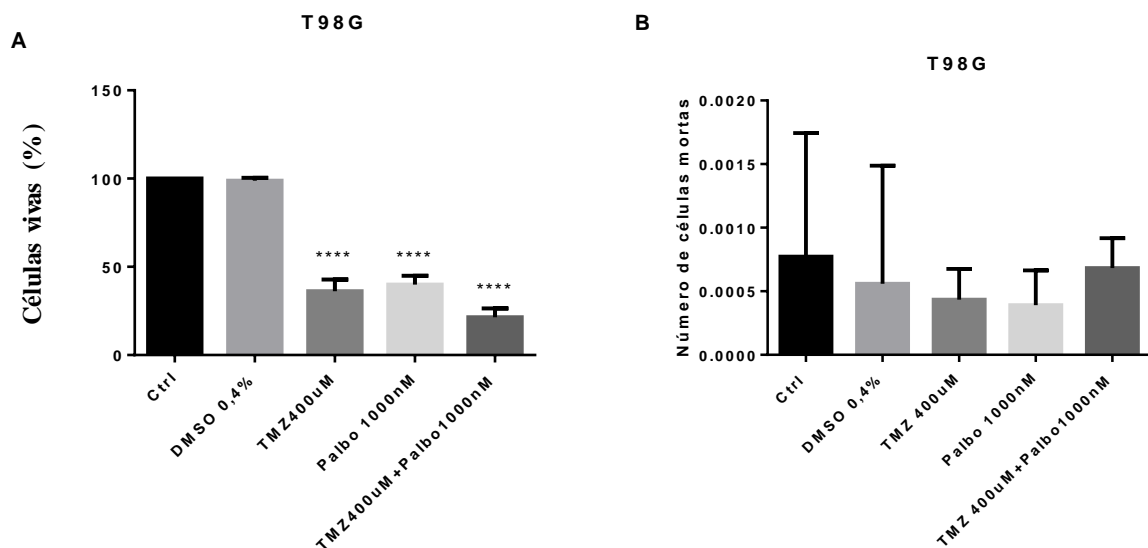 A
T98G
Células vivas (%)
150
100
50
0
****
****
****
Ctrl
DMSO 0,4%
TMZ400uM
Palbo 1000nM
TMZ400uM+Palbo1000nM
B
T98G
Número de células mortas
0.0020
0.0015
0.0010
0.0005
0.0000
Ctrl
DMSO 0,4%
TMZ 400uM
Palbo 1000nM
TMZ 400uM+Palbo1000nM